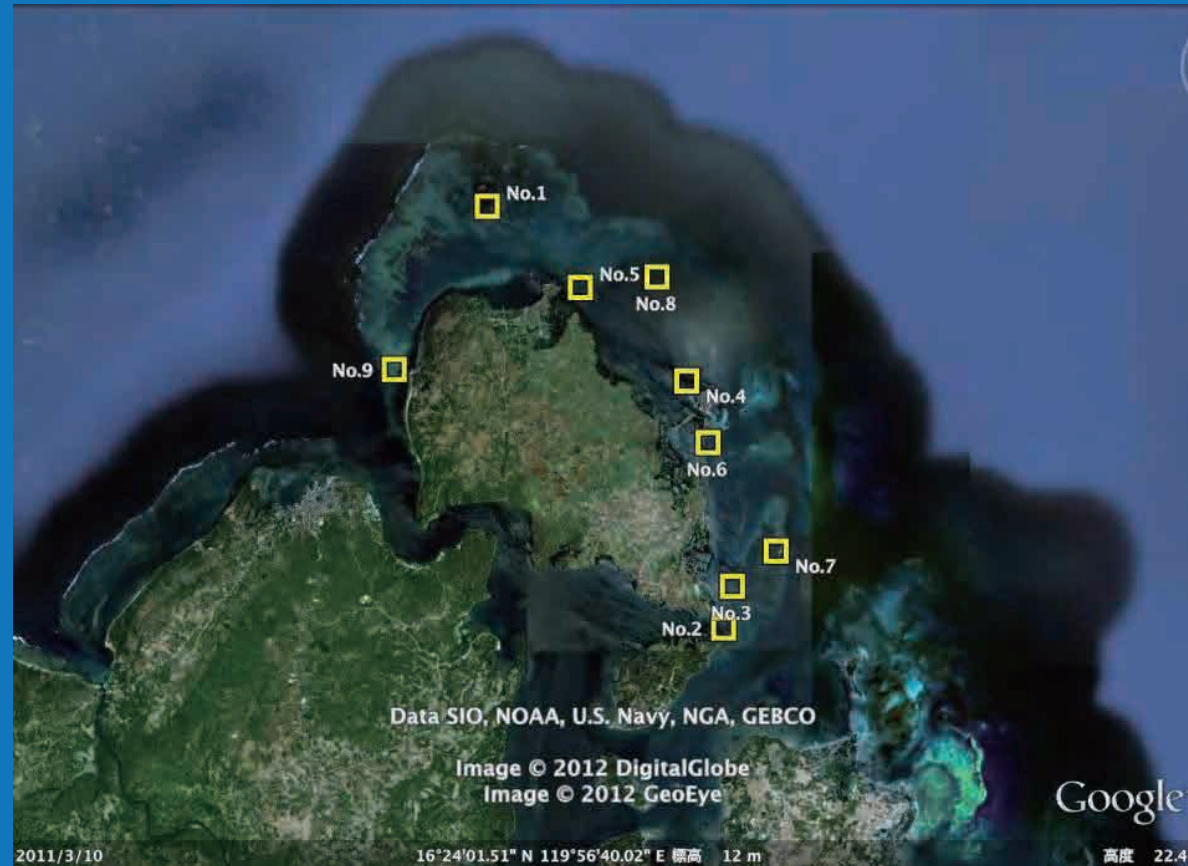 No.1
No.5
No.8
No.9
No.4
No.6
No.7
No.3
No.2
Data SIO, NOAA, U.S. Navy, NGA, GEBCO
Image © 2012 DigitalGlobe
Image © 2012 GeoEye
Google
2011/3/10 16°24'01.51" N 119°56'40.02" E 標高 12 m 高度 22.4